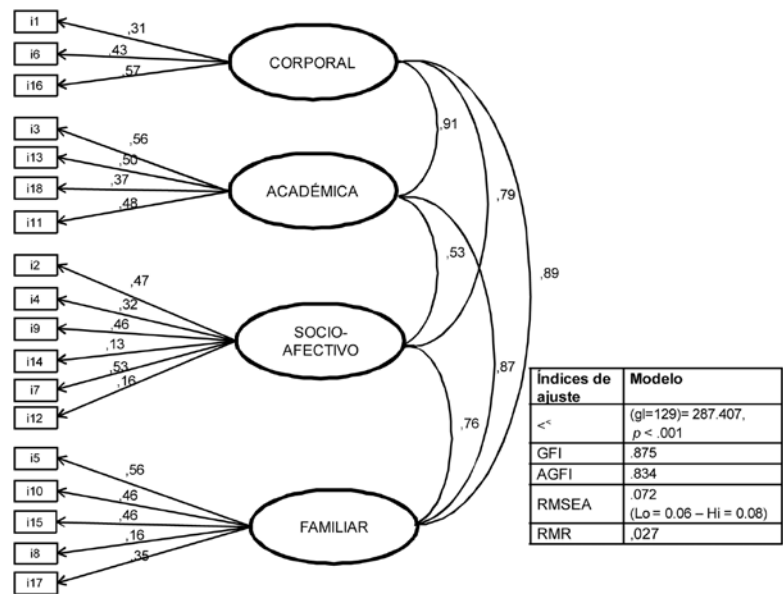 i1
,31
i6
,43
i16
,57
CORPORAL
i3
,56
i13
,50
i18
,37
i11
,48
ACADÉMICA
i2
,47
i4
,32
i9
,46
i14
,13
i7
,53
i12
,16
SOCIO-
AFECTIVO
i5
,56
i10
,46
i15
,46
i8
,16
i17
,35
FAMILIAR
,91
,79
,53
,89
,87
,76
Índices de ajuste Modelo
<< (gl=129)= 287.407,
p < .001
GFI .875
AGFI .834
RMSEA .072
(Lo = 0.06 – Hi = 0.08)
RMR ,027